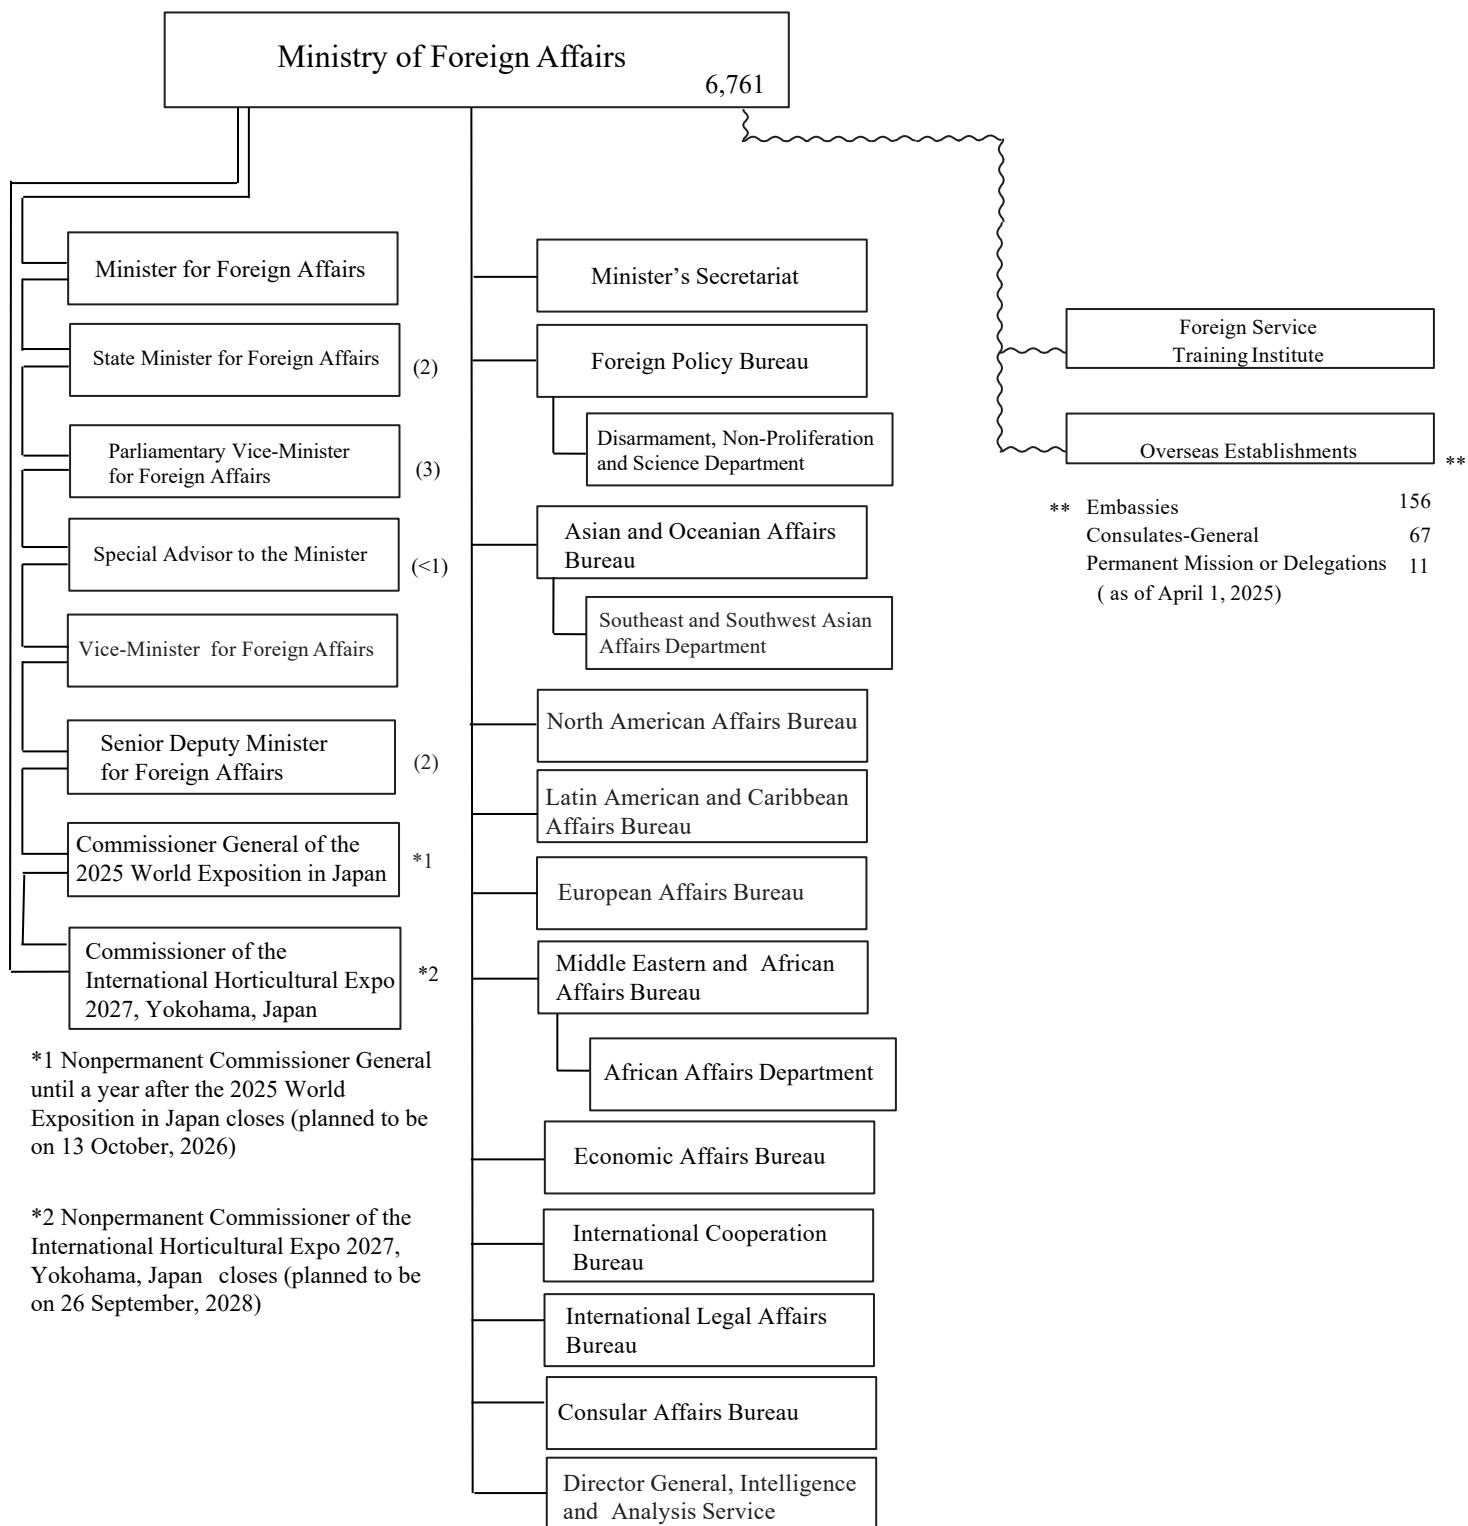 Ministry of Foreign Affairs
6,761
Minister for Foreign Affairs
State Minister for Foreign Affairs
(2)
Parliamentary Vice-Minister
for Foreign Affairs
(3)
Special Advisor to the Minister
(<1)
Vice-Minister for Foreign Affairs
Senior Deputy Minister
for Foreign Affairs
(2)
Commissioner General of the
2025 World Exposition in Japan
*1
Commissioner of the
International Horticultural Expo
2027, Yokohama, Japan
*2
*1 Nonpermanent Commissioner General
until a year after the 2025 World
Exposition in Japan closes (planned to be
on 13 October, 2026)
*2 Nonpermanent Commissioner of the
International Horticultural Expo 2027,
Yokohama, Japan closes (planned to be
on 26 September, 2028)
Minister’s Secretariat
Foreign Policy Bureau
Disarmament, Non-Proliferation
and Science Department
Asian and Oceanian Affairs
Bureau
Southeast and Southwest Asian
Affairs Department
North American Affairs Bureau
Latin American and Caribbean
Affairs Bureau
European Affairs Bureau
Middle Eastern and African
Affairs Bureau
African Affairs Department
Economic Affairs Bureau
International Cooperation
Bureau
International Legal Affairs
Bureau
Consular Affairs Bureau
Director General, Intelligence
and Analysis Service
Foreign Service
Training Institute
Overseas Establishments
**
** Embassies 156
Consulates-General 67
Permanent Mission or Delegations 11
( as of April 1, 2025)